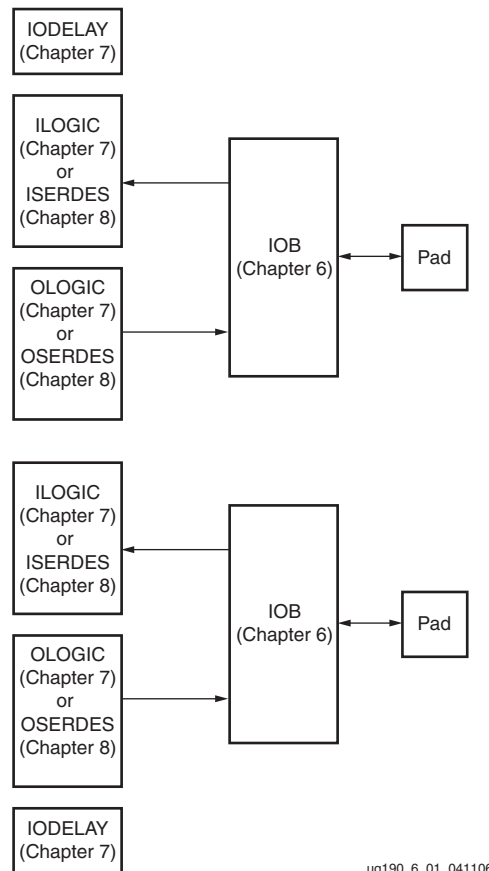 IODELAY
(Chapter 7)
ILOGIC
(Chapter 7)
or
ISERDES
(Chapter 8)
IOB
(Chapter 6)
Pad
OLOGIC
(Chapter 7)
or
OSERDES
(Chapter 8)
ILOGIC
(Chapter 7)
or
ISERDES
(Chapter 8)
IOB
(Chapter 6)
Pad
OLOGIC
(Chapter 7)
or
OSERDES
(Chapter 8)
IODELAY
(Chapter 7)
ug190_6_01_041106